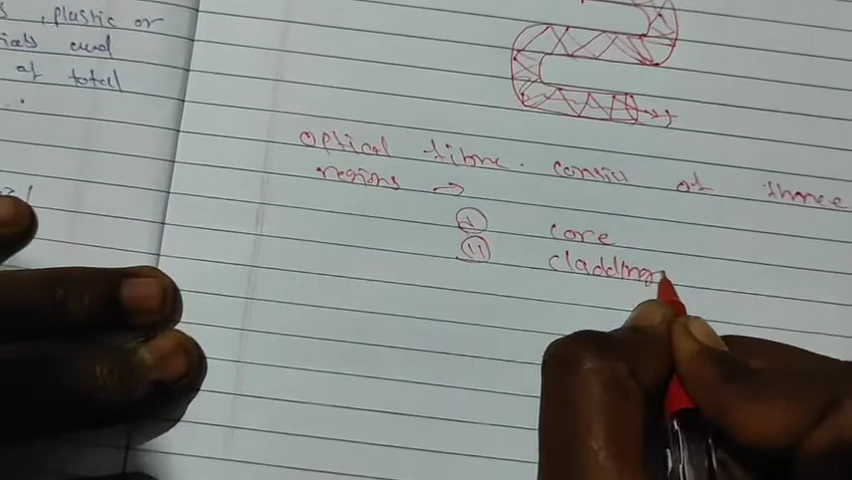 , plastic or
and
of total
optical fibre. consist of three
regions →
(i) core
(ii) cladding